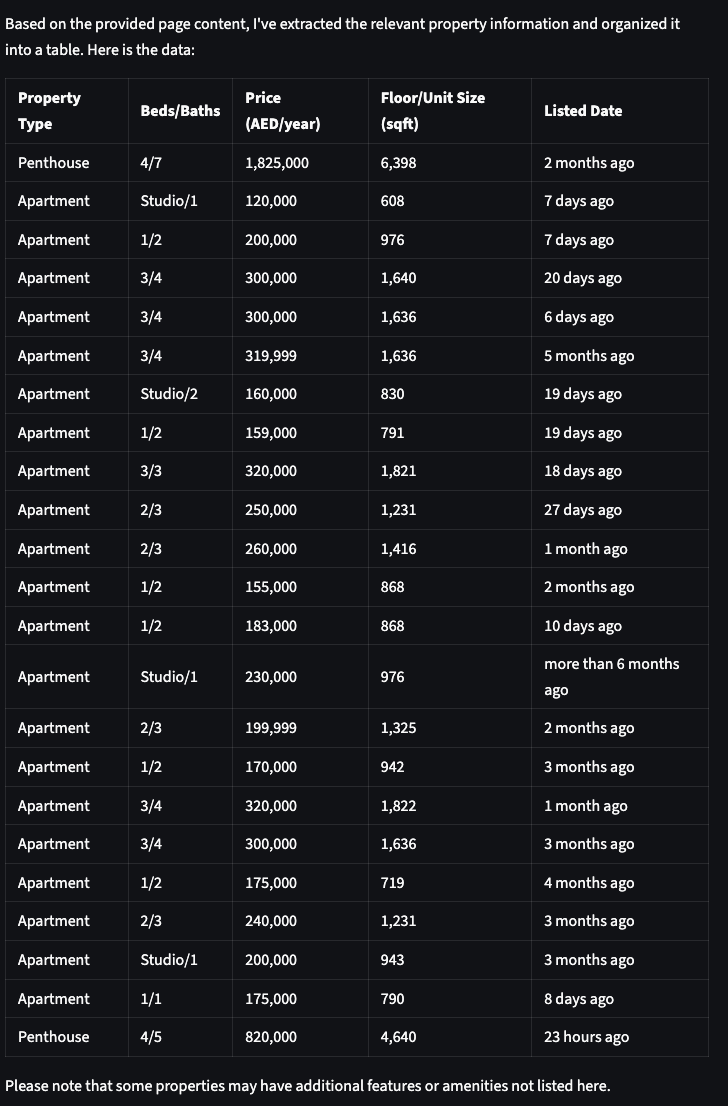 Based on the provided page content, I've extracted the relevant property information and organized it
into a table. Here is the data:
Property Type Beds/Baths Price (AED/year) Floor/Unit Size (sqft) Listed Date
Penthouse 4/7 1,825,000 6,398 2 months ago
Apartment Studio/1 120,000 608 7 days ago
Apartment 1/2 200,000 976 7 days ago
Apartment 3/4 300,000 1,640 20 days ago
Apartment 3/4 300,000 1,636 6 days ago
Apartment 3/4 319,999 1,636 5 months ago
Apartment Studio/2 160,000 830 19 days ago
Apartment 1/2 159,000 791 19 days ago
Apartment 3/3 320,000 1,821 18 days ago
Apartment 2/3 250,000 1,231 27 days ago
Apartment 2/3 260,000 1,416 1 month ago
Apartment 1/2 155,000 868 2 months ago
Apartment 1/2 183,000 868 10 days ago
Apartment Studio/1 230,000 976 more than 6 months ago
Apartment 2/3 199,999 1,325 2 months ago
Apartment 1/2 170,000 942 3 months ago
Apartment 3/4 320,000 1,822 1 month ago
Apartment 3/4 300,000 1,636 3 months ago
Apartment 1/2 175,000 719 4 months ago
Apartment 2/3 240,000 1,231 3 months ago
Apartment Studio/1 200,000 943 3 months ago
Apartment 1/1 175,000 790 8 days ago
Penthouse 4/5 820,000 4,640 23 hours ago
Please note that some properties may have additional features or amenities not listed here.